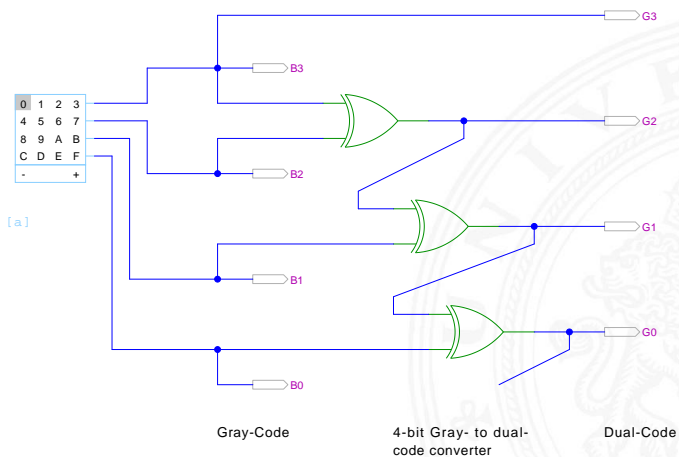 G3
B3
0 1 2 3
4 5 6 7
8 9 A B
C D E F
- +
G2
B2
[a]
G1
B1
G0
B0
Gray-Code
4-bit Gray- to dual-
code converter
Dual-Code